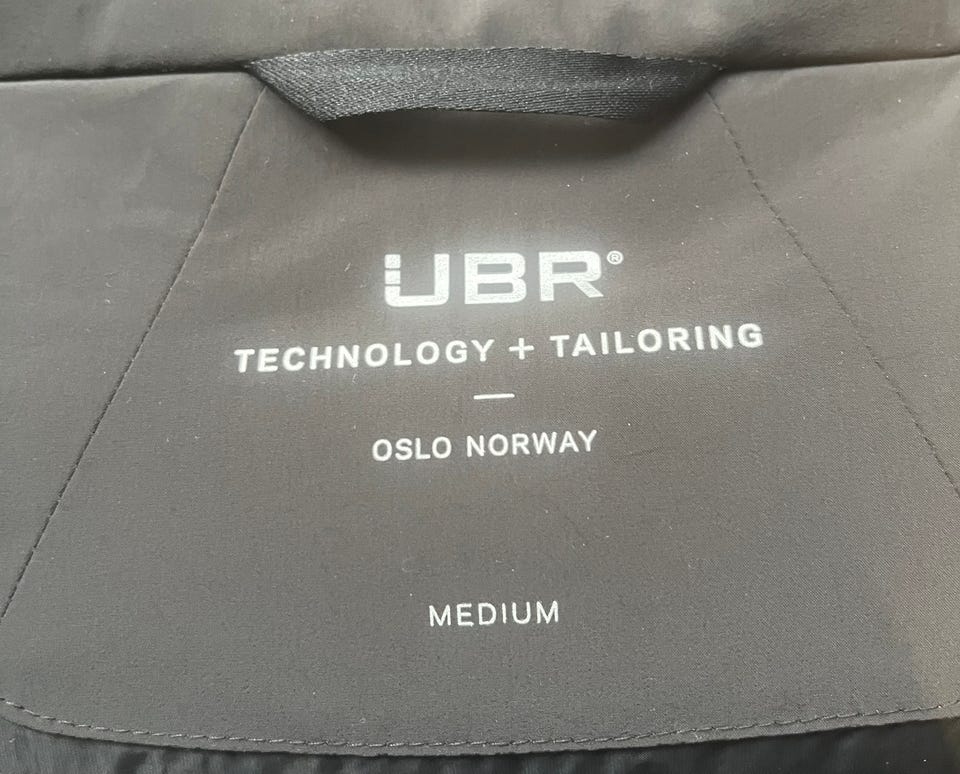 UBR®
TECHNOLOGY + TAILORING
—
OSLO NORWAY
MEDIUM